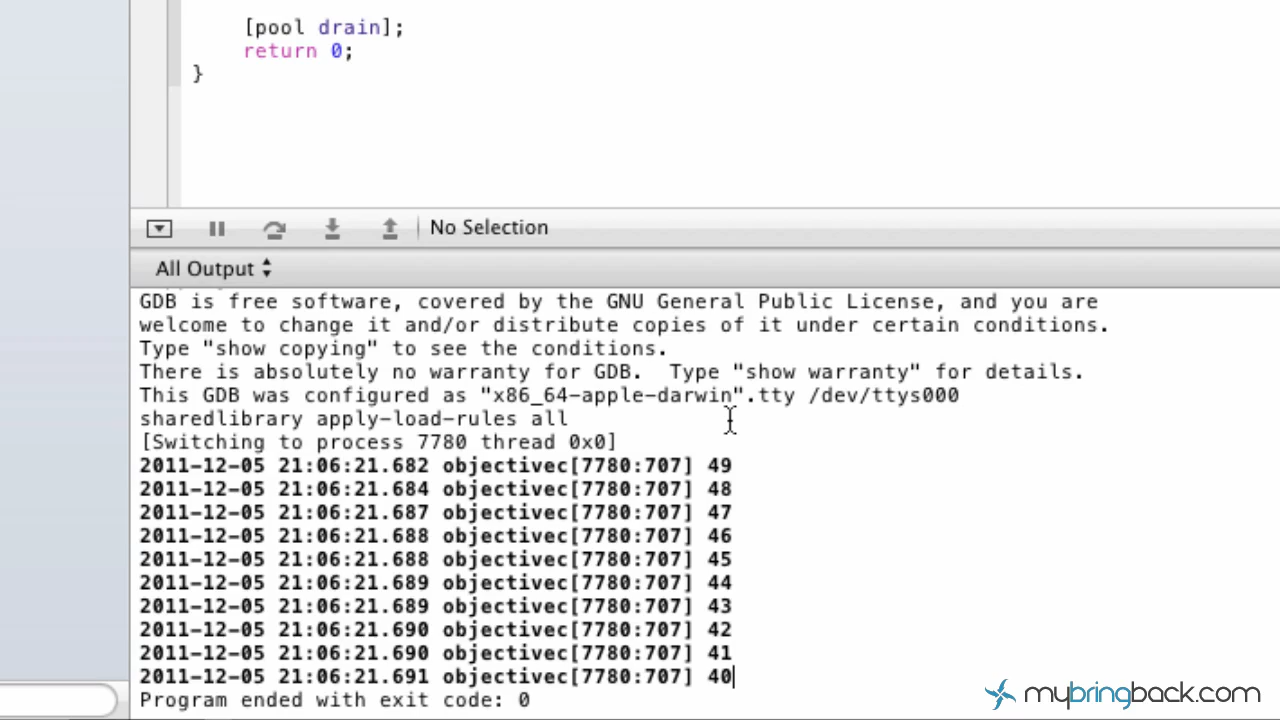 [pool drain];
return 0;
}
No Selection
All Output
GDB is free software, covered by the GNU General Public License, and you are
welcome to change it and/or distribute copies of it under certain conditions.
Type "show copying" to see the conditions.
There is absolutely no warranty for GDB.  Type "show warranty" for details.
This GDB was configured as "x86_64-apple-darwin".tty /dev/ttys000
sharedlibrary apply-load-rules all
[Switching to process 7780 thread 0x0]
2011-12-05 21:06:21.682 objectivec[7780:707] 49
2011-12-05 21:06:21.684 objectivec[7780:707] 48
2011-12-05 21:06:21.687 objectivec[7780:707] 47
2011-12-05 21:06:21.688 objectivec[7780:707] 46
2011-12-05 21:06:21.688 objectivec[7780:707] 45
2011-12-05 21:06:21.689 objectivec[7780:707] 44
2011-12-05 21:06:21.689 objectivec[7780:707] 43
2011-12-05 21:06:21.690 objectivec[7780:707] 42
2011-12-05 21:06:21.690 objectivec[7780:707] 41
2011-12-05 21:06:21.691 objectivec[7780:707] 40
Program ended with exit code: 0
mybringback.com